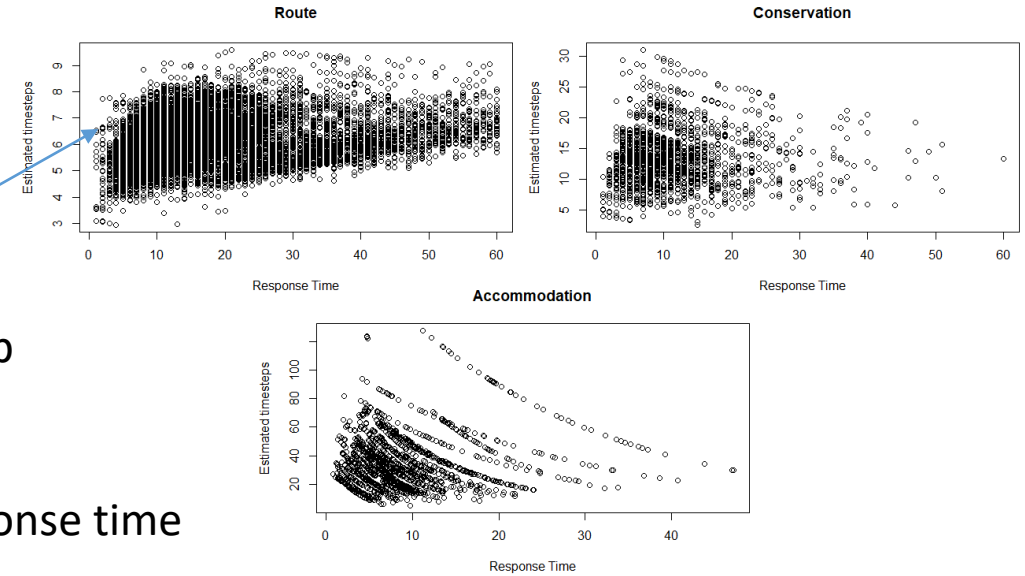 Route
Estimated timesteps
9
8
7
6
5
4
3
0 10 20 30 40 50 60
Response Time
Conservation
Estimated timesteps
30
25
20
15
10
5
0 10 20 30 40 50 60
Response Time
Accommodation
Estimated timesteps
100
80
60
40
20
0 10 20 30 40
Response Time
onse time